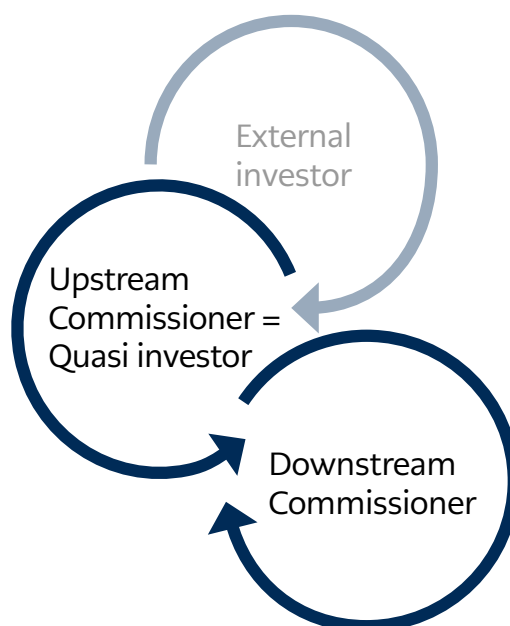 External
investor
Upstream
Commissioner =
Quasi investor
Downstream
Commissioner